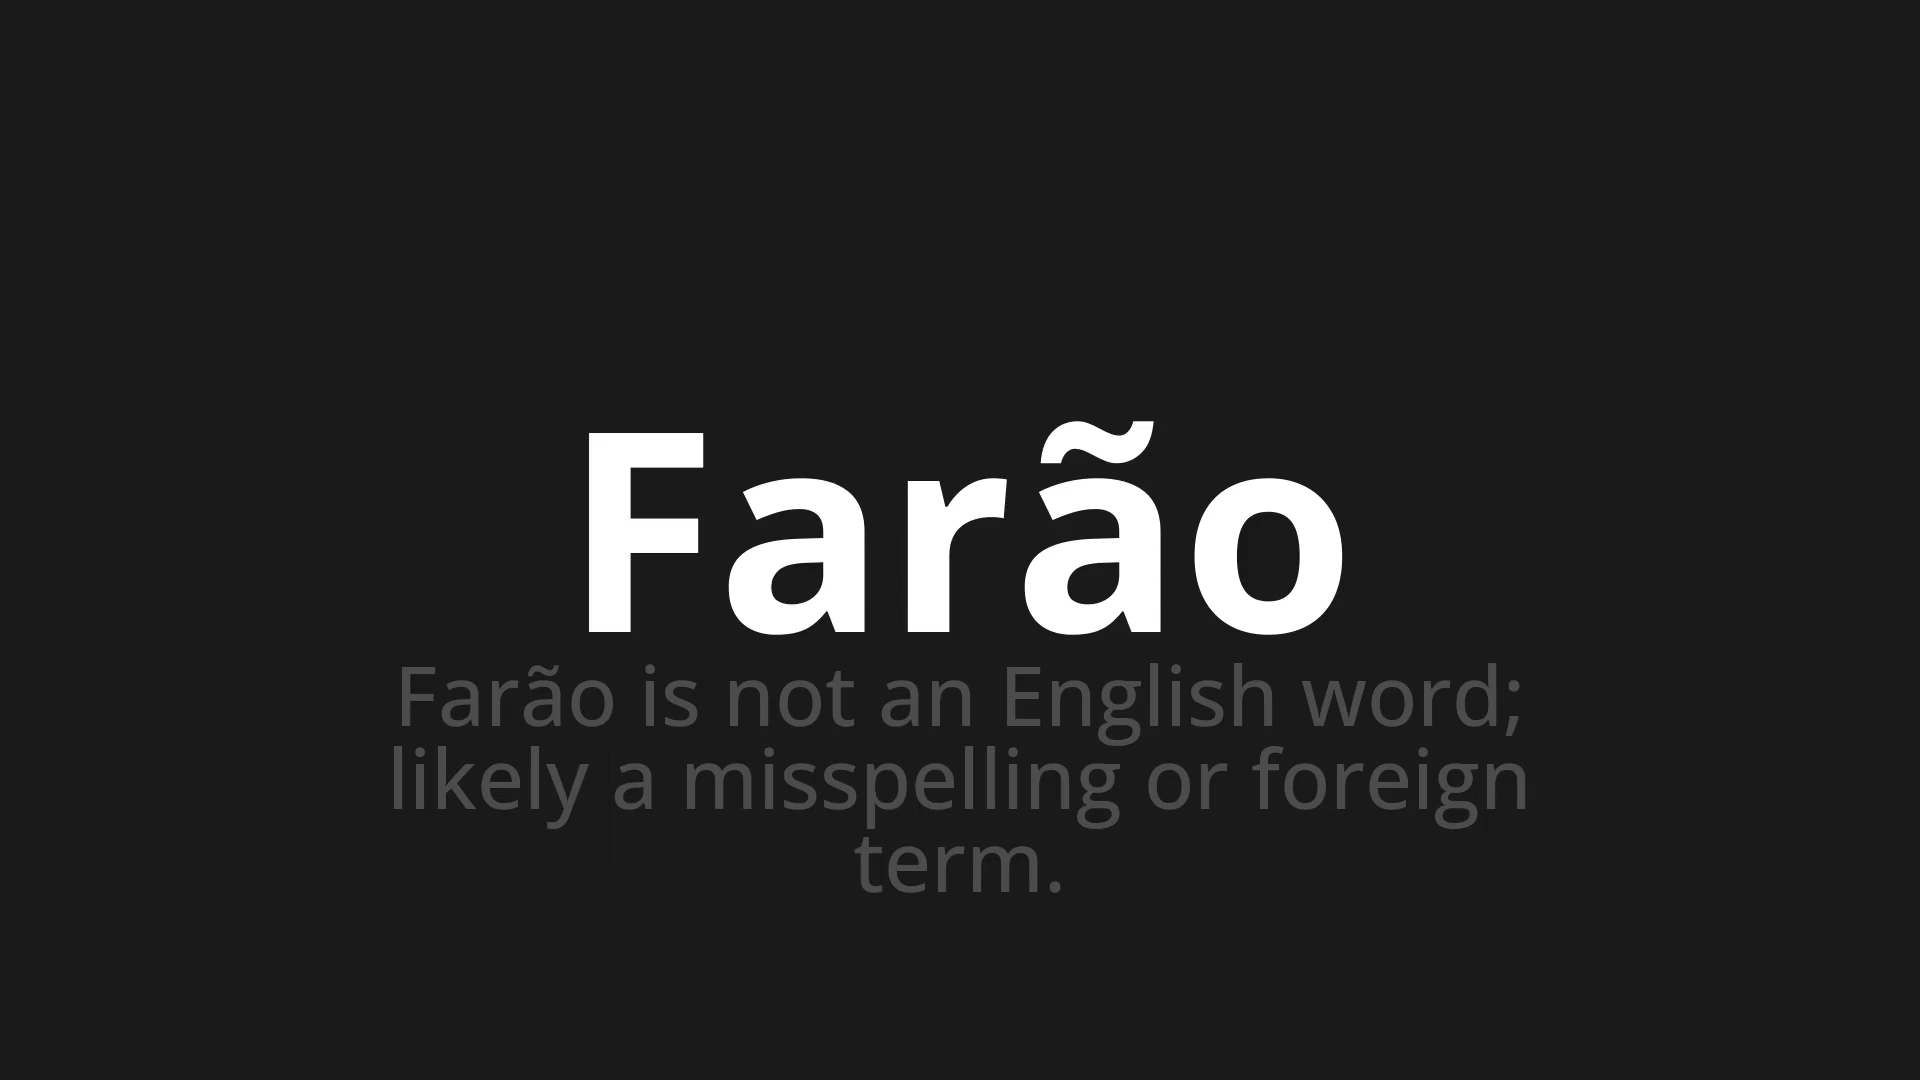 Farão
Farão is not an English word;
likely a misspelling or foreign
term.